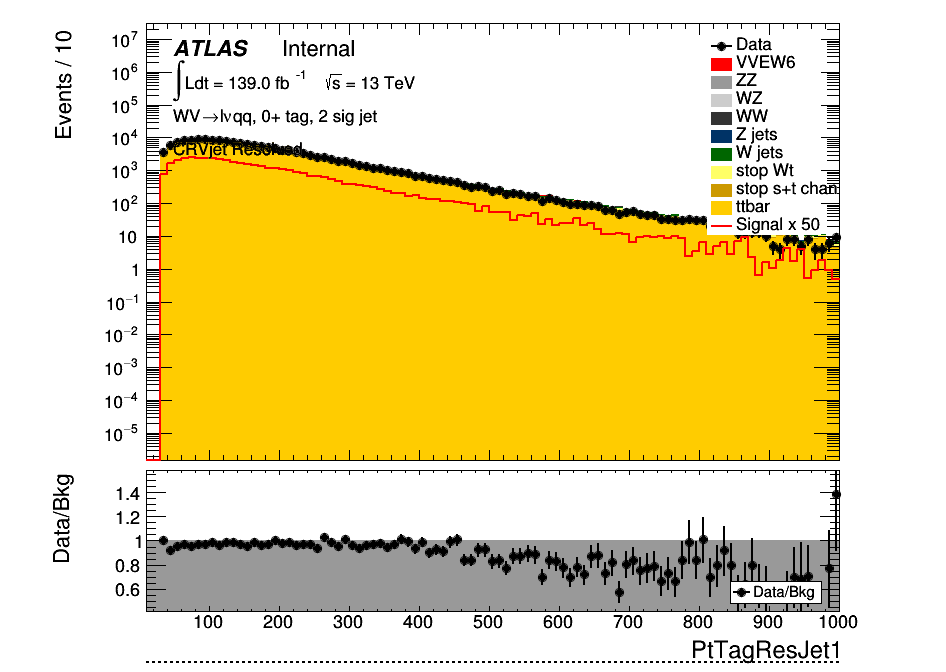 Events / 10
10⁷
10⁶
10⁵
10⁴
10³
10²
10
1
10⁻¹
10⁻²
10⁻³
10⁻⁴
10⁻⁵
ATLAS Internal
∫Ldt = 139.0 fb⁻¹ √s = 13 TeV
WV→lνqq, 0+ tag, 2 sig jet
CRVjet Resolved
Data
VVEW6
ZZ
WZ
WW
Z jets
W jets
stop Wt
stop s+t chan
ttbar
Signal x 50
Data/Bkg
1.4
1.2
1
0.8
0.6
Data/Bkg
100 200 300 400 500 600 700 800 900 1000
PtTagResJet1